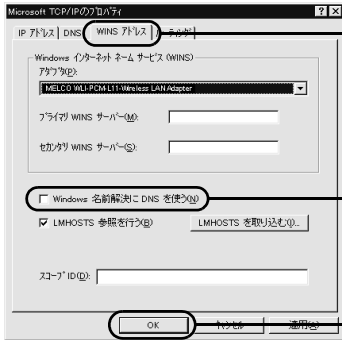 Microsoft TCP/IPのプロパティ
IP アドレス DNS WINS アドレス
Windows インターネット ネーム サービス (WINS)
アダプタ(P):
MELCO WLI-PCM-L11-Wireless LAN Adapter
プライマリ WINS サーバー(M):
セカンダリ WINS サーバー(S):
Windows 名前解決に DNS を使う(N)
LMHOSTS 参照を行う(B) LMHOSTS を取り込む(I)...
スコープ ID(D):
OK キャンセル 適用(A)